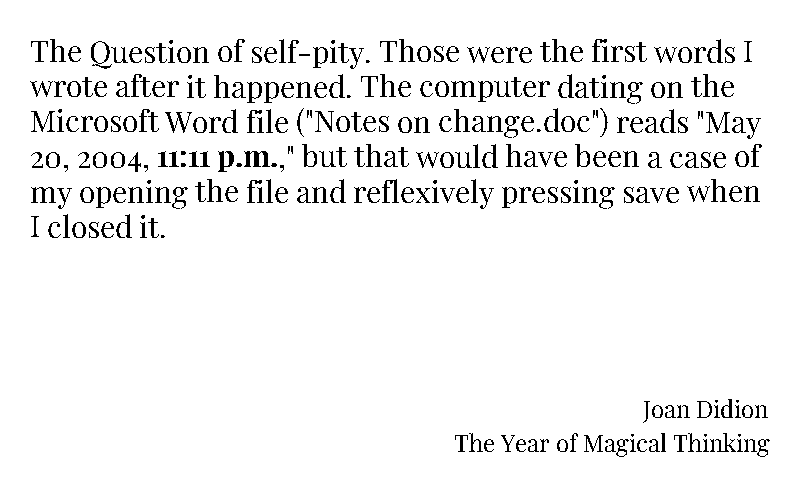 The Question of self-pity. Those were the first words I
wrote after it happened. The computer dating on the
Microsoft Word file ("Notes on change.doc") reads "May
20, 2004, 11:11 p.m.," but that would have been a case of
my opening the file and reflexively pressing save when
I closed it.
Joan Didion
The Year of Magical Thinking